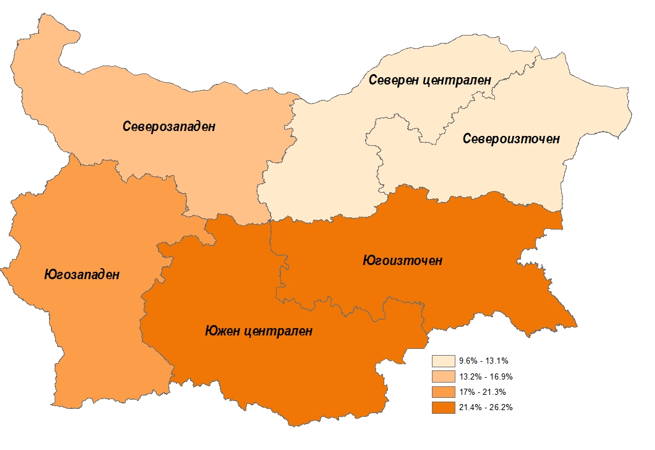 Северен централен
Северозападен
Североизточен
Югоизточен
Югозападен
Южен централен
9.6% - 13.1%
13.2% - 16.9%
17% - 21.3%
21.4% - 26.2%